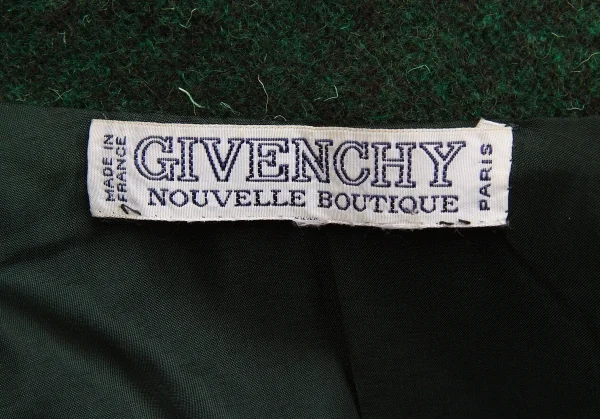 MADE IN
FRANCE
GIVENCHY
NOUVELLE BOUTIQUE
PARIS